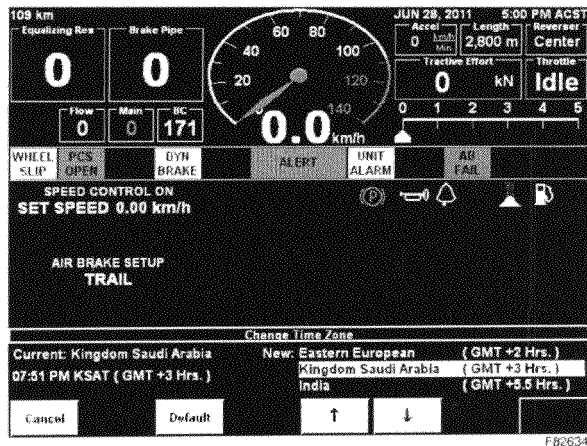 109 km
JUN 28, 2011 5:00 PM ACST
Equalizing Res
0
Brake Pipe
0
Flow
0
Main
0
BC
171
0 20 40 60 80 100 120 140
0.0 km/h
Accel
0 km/h Min
Length
2,800 m
Reverser
Center
Tractive Effort
0 kN
Throttle
Idle
0 1 2 3 4 5
WHEEL SLIP
PCS OPEN
DYN BRAKE
ALERT
UNIT ALARM
AB FAIL
SPEED CONTROL ON
SET SPEED 0.00 km/h
(P)
AIR BRAKE SETUP
TRAIL
Change Time Zone
Current: Kingdom Saudi Arabia
07:51 PM KSAT ( GMT +3 Hrs. )
New: Eastern European ( GMT +2 Hrs. )
Kingdom Saudi Arabia ( GMT +3 Hrs. )
India ( GMT +5.5 Hrs. )
Cancel
Default
↑
↓
F82634